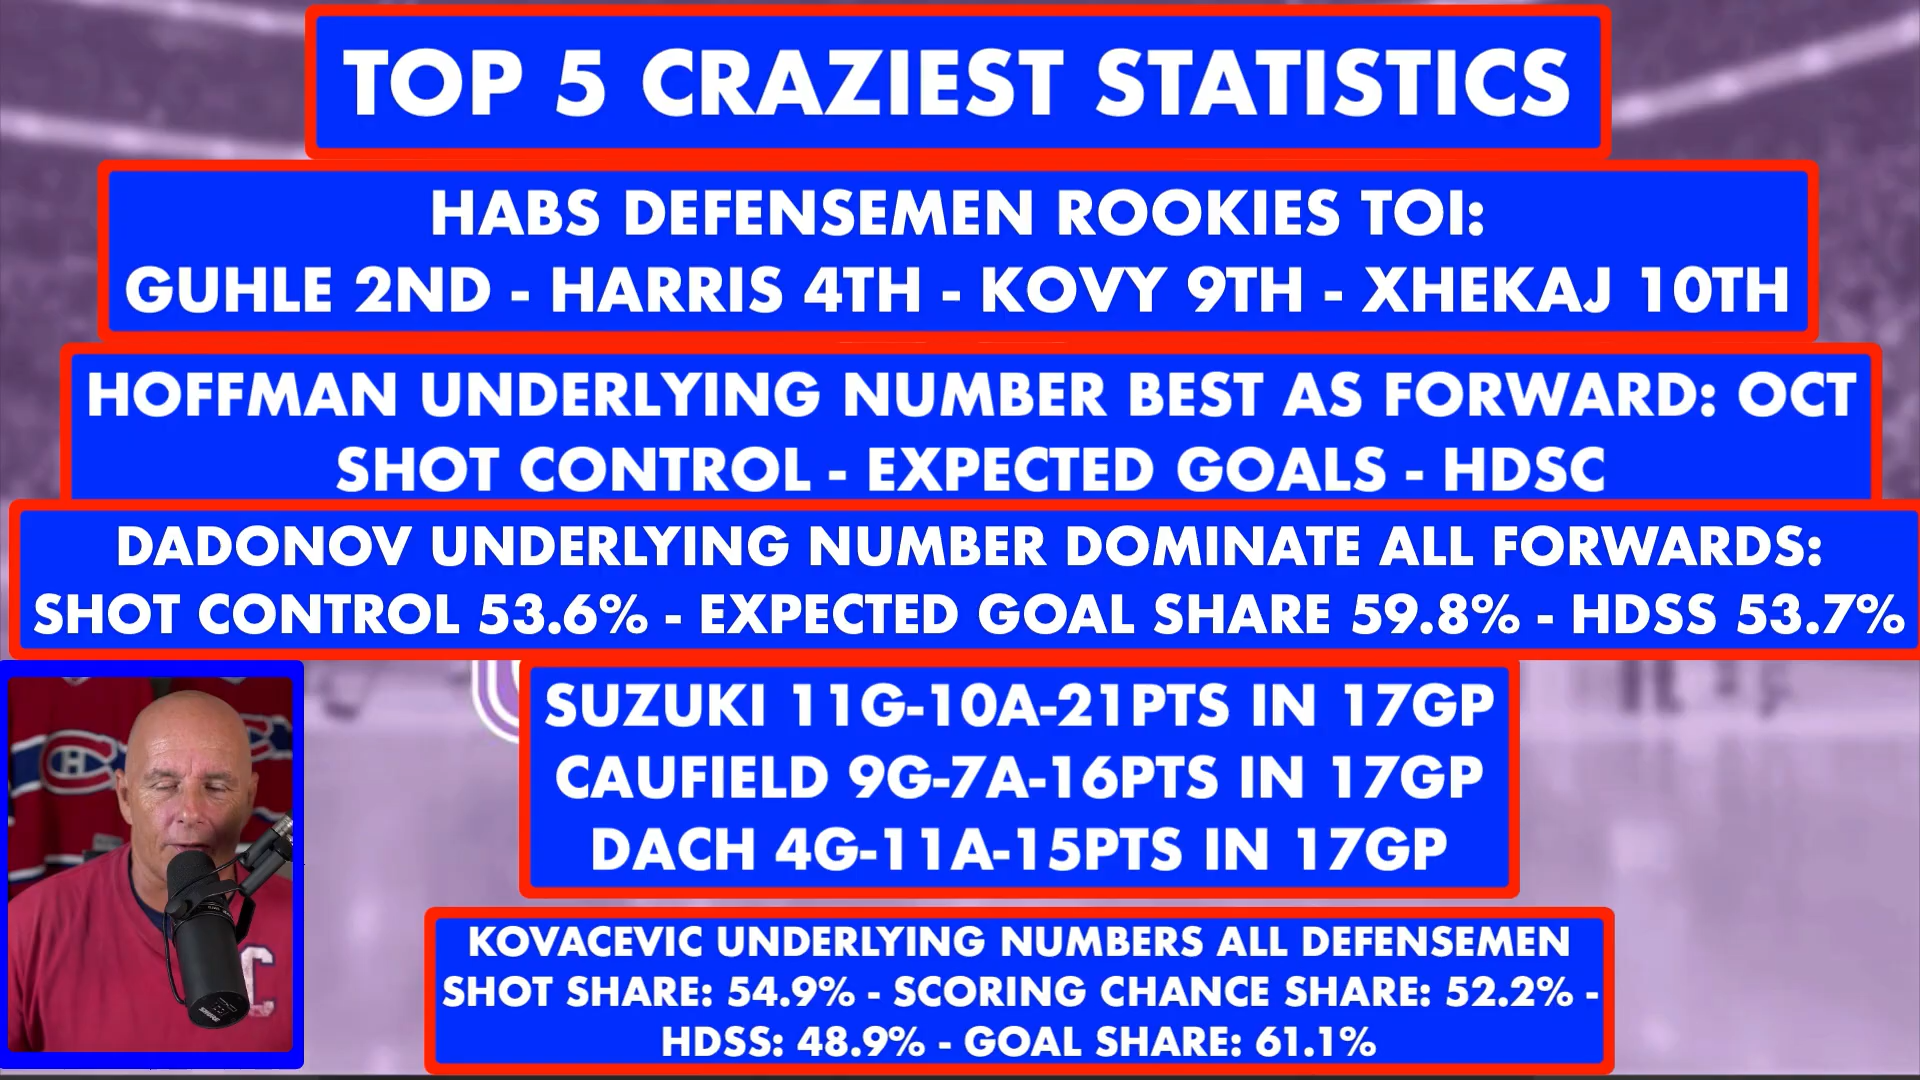 TOP 5 CRAZIEST STATISTICS
HABS DEFENSEMEN ROOKIES TOI:
GUHLE 2ND - HARRIS 4TH - KOVY 9TH - XHEKAJ 10TH
HOFFMAN UNDERLYING NUMBER BEST AS FORWARD: OCT
SHOT CONTROL - EXPECTED GOALS - HDSC
DADONOV UNDERLYING NUMBER DOMINATE ALL FORWARDS:
SHOT CONTROL 53.6% - EXPECTED GOAL SHARE 59.8% - HDSS 53.7%
SUZUKI 11G-10A-21PTS IN 17GP
CAUFIELD 9G-7A-16PTS IN 17GP
DACH 4G-11A-15PTS IN 17GP
KOVACEVIC UNDERLYING NUMBERS ALL DEFENSEMEN
SHOT SHARE: 54.9% - SCORING CHANCE SHARE: 52.2% -
HDSS: 48.9% - GOAL SHARE: 61.1%